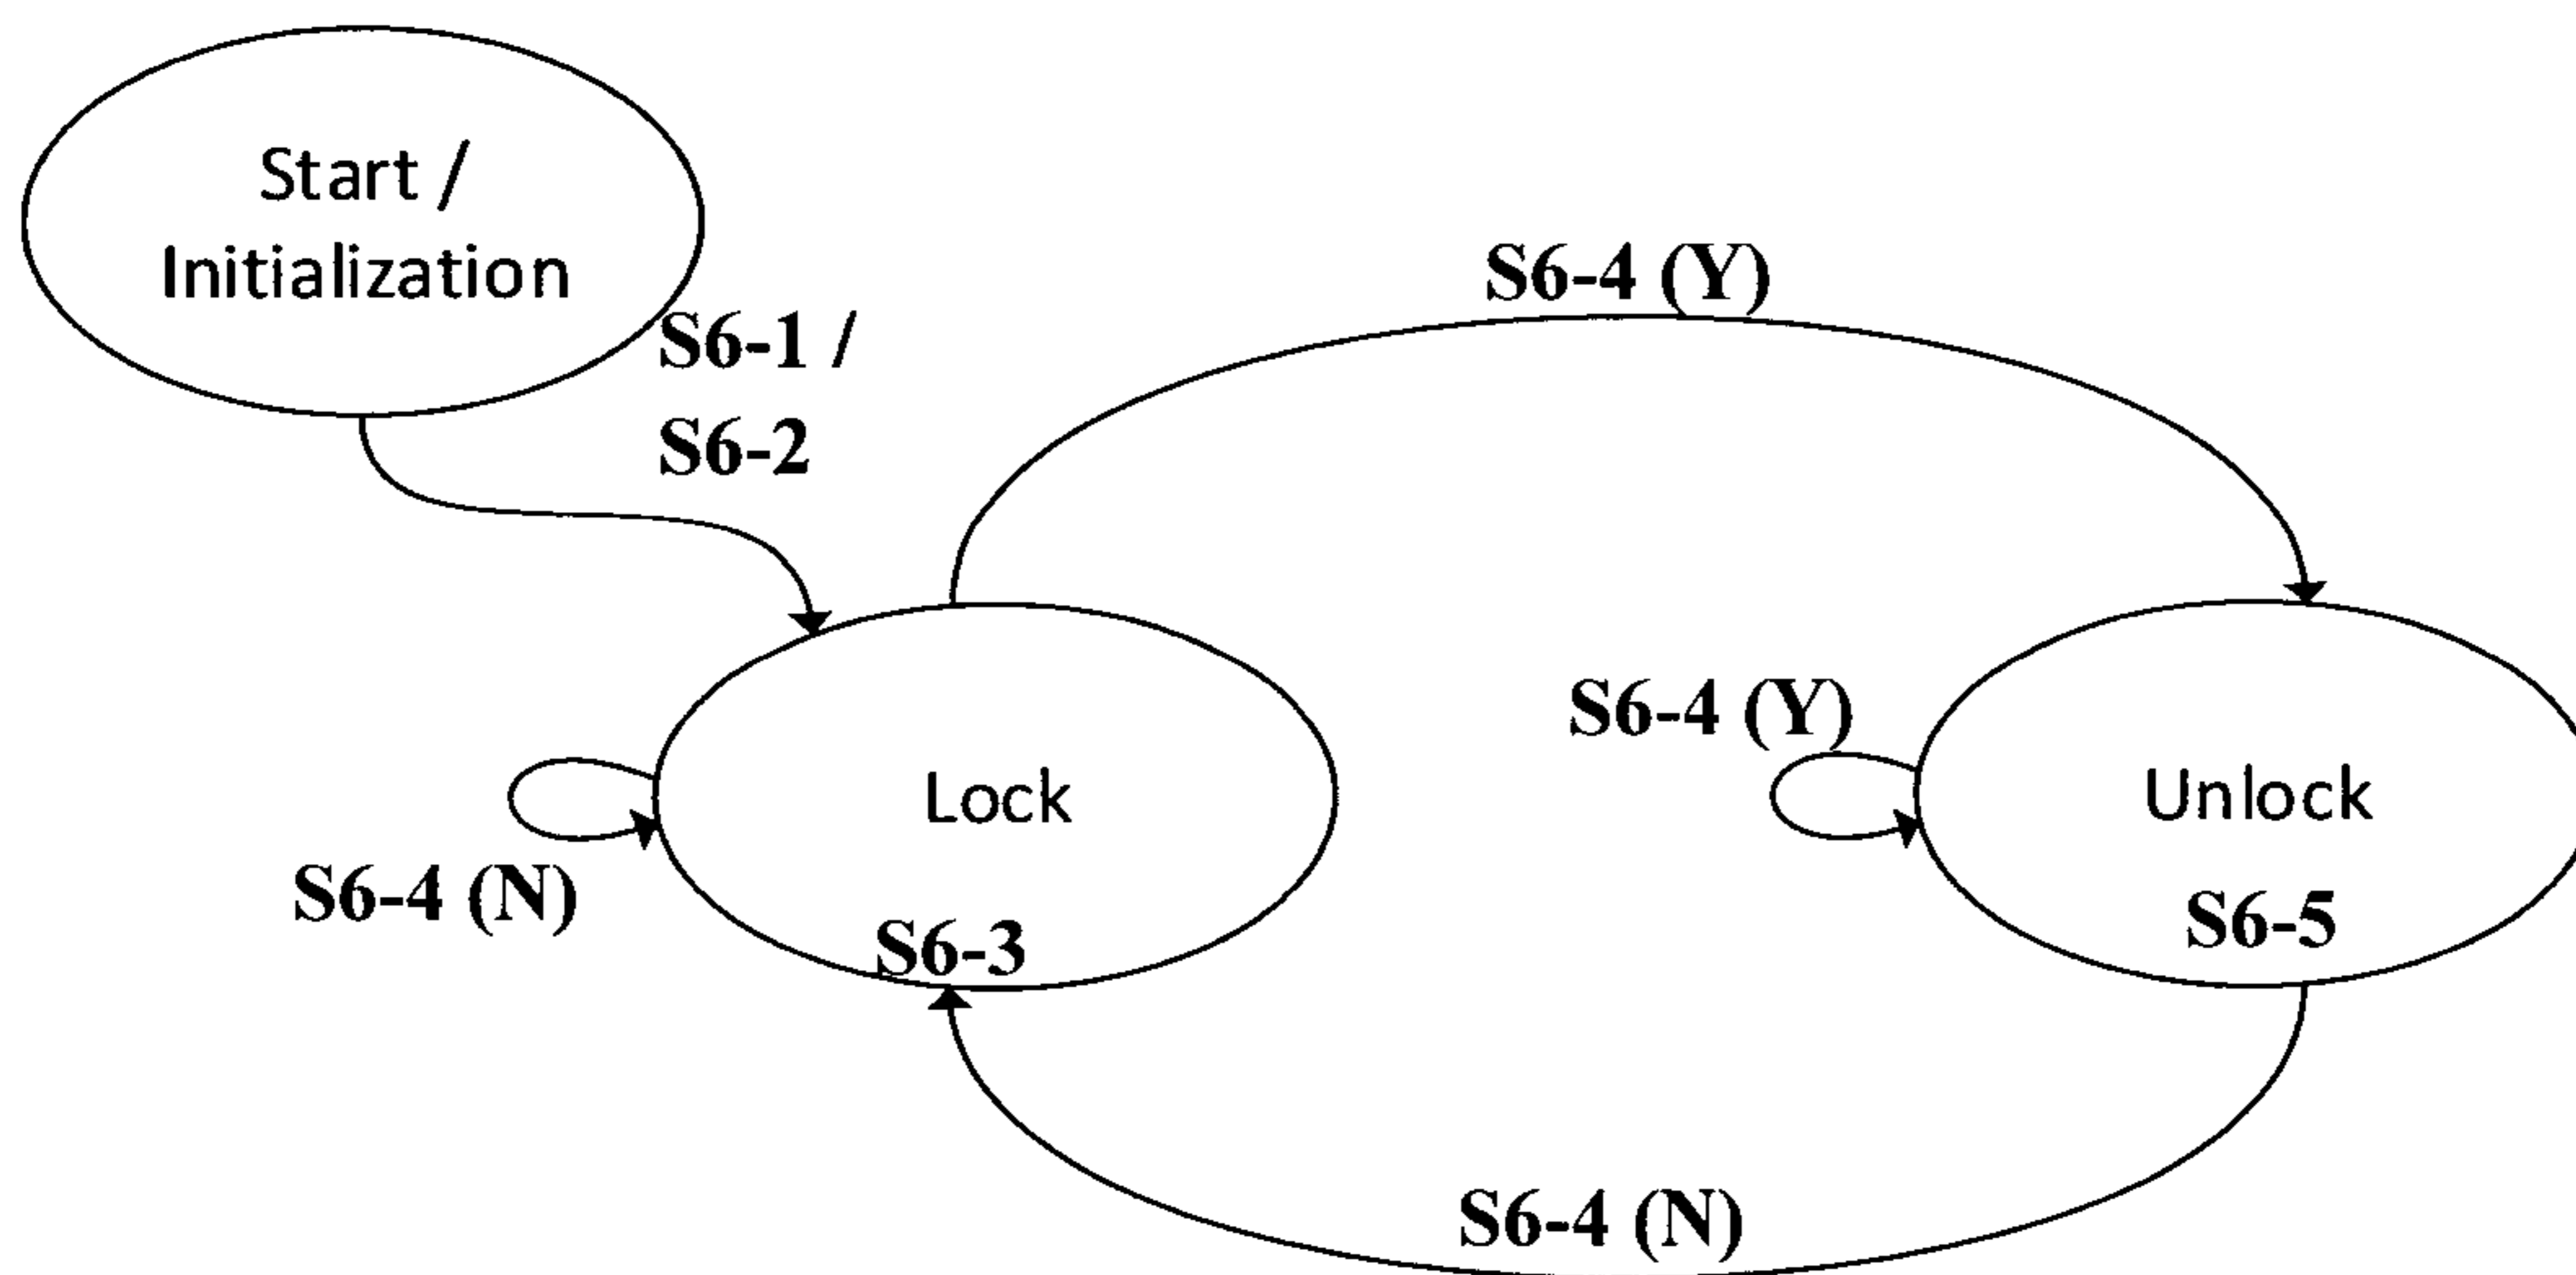 Start /
Initialization
S6-1 /
S6-2
S6-4 (Y)
S6-4 (Y)
Lock
Unlock
S6-4 (N)
S6-3
S6-5
S6-4 (N)